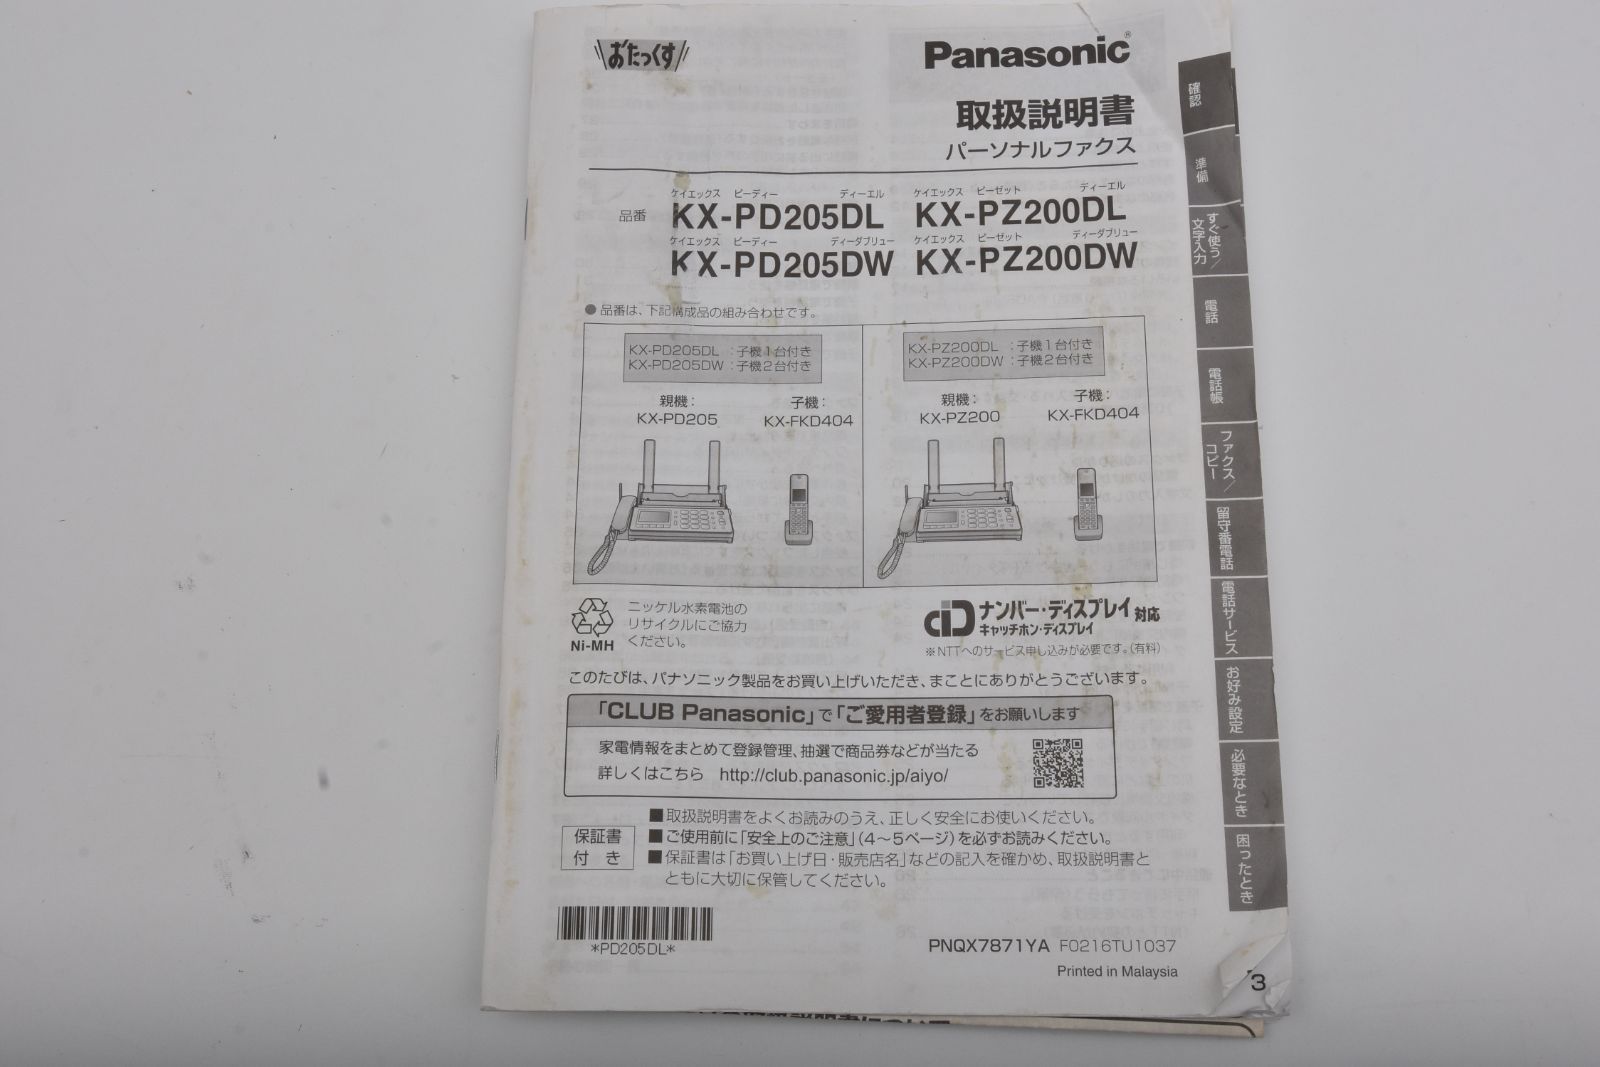 おたっくす
Panasonic®
取扱説明書
パーソナルファクス
ケイエックス ピーディー ディーエル ケイエックス ピーゼット ディーエル
品番 KX-PD205DL KX-PZ200DL
ケイエックス ピーディー ディーダブリュー ケイエックス ピーゼット ディーダブリュー
KX-PD205DW KX-PZ200DW
● 品番は、下記構成品の組み合わせです。
KX-PD205DL :子機1台付き
KX-PD205DW :子機2台付き
親機: 子機:
KX-PD205 KX-FKD404
KX-PZ200DL :子機1台付き
KX-PZ200DW :子機2台付き
親機: 子機:
KX-PZ200 KX-FKD404
Ni-MH
ニッケル水素電池の
リサイクルにご協力
ください。
ナンバー・ディスプレイ 対応
キャッチホン・ディスプレイ
※NTTへのサービス申し込みが必要です。(有料)
このたびは、パナソニック製品をお買い上げいただき、まことにありがとうございます。
「CLUB Panasonic」で「ご愛用者登録」をお願いします
家電情報をまとめて登録管理、抽選で商品券などが当たる
詳しくはこちら http://club.panasonic.jp/aiyo/
保証書
付き
■取扱説明書をよくお読みのうえ、正しく安全にお使いください。
■ご使用前に「安全上のご注意」(4～5ページ)を必ずお読みください。
■保証書は「お買い上げ日・販売店名」などの記入を確かめ、取扱説明書と
ともに大切に保管してください。
*PD205DL*
PNQX7871YA F0216TU1037
Printed in Malaysia
確認
準備
すぐ使う/
文字入力
電話
電話帳
ファクス/
コピー
留守番電話
電話サービス
お好み設定
必要なとき
困ったとき
3